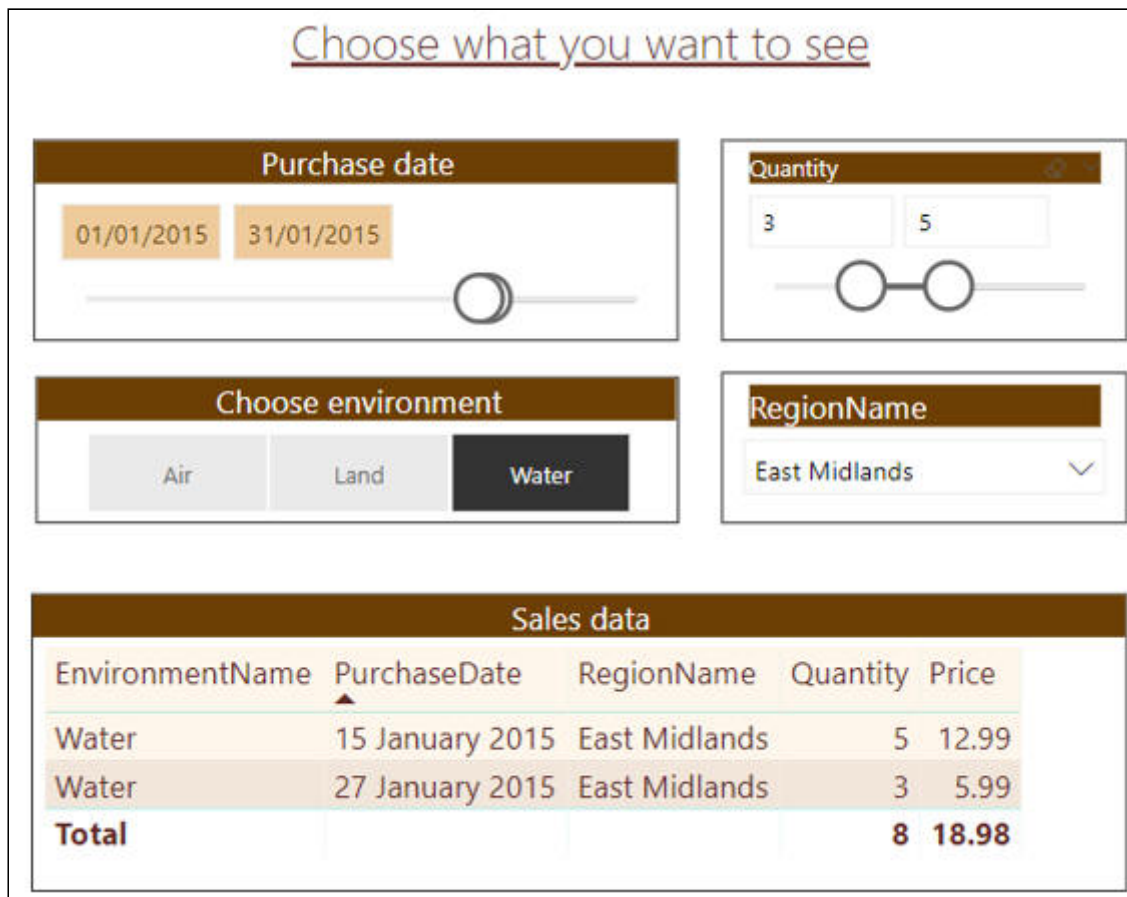 Choose what you want to see
Purchase date
01/01/2015 31/01/2015
Quantity
3 5
Choose environment
Air Land Water
RegionName
East Midlands
Sales data
EnvironmentName PurchaseDate RegionName Quantity Price
Water 15 January 2015 East Midlands 5 12.99
Water 27 January 2015 East Midlands 3 5.99
Total 8 18.98